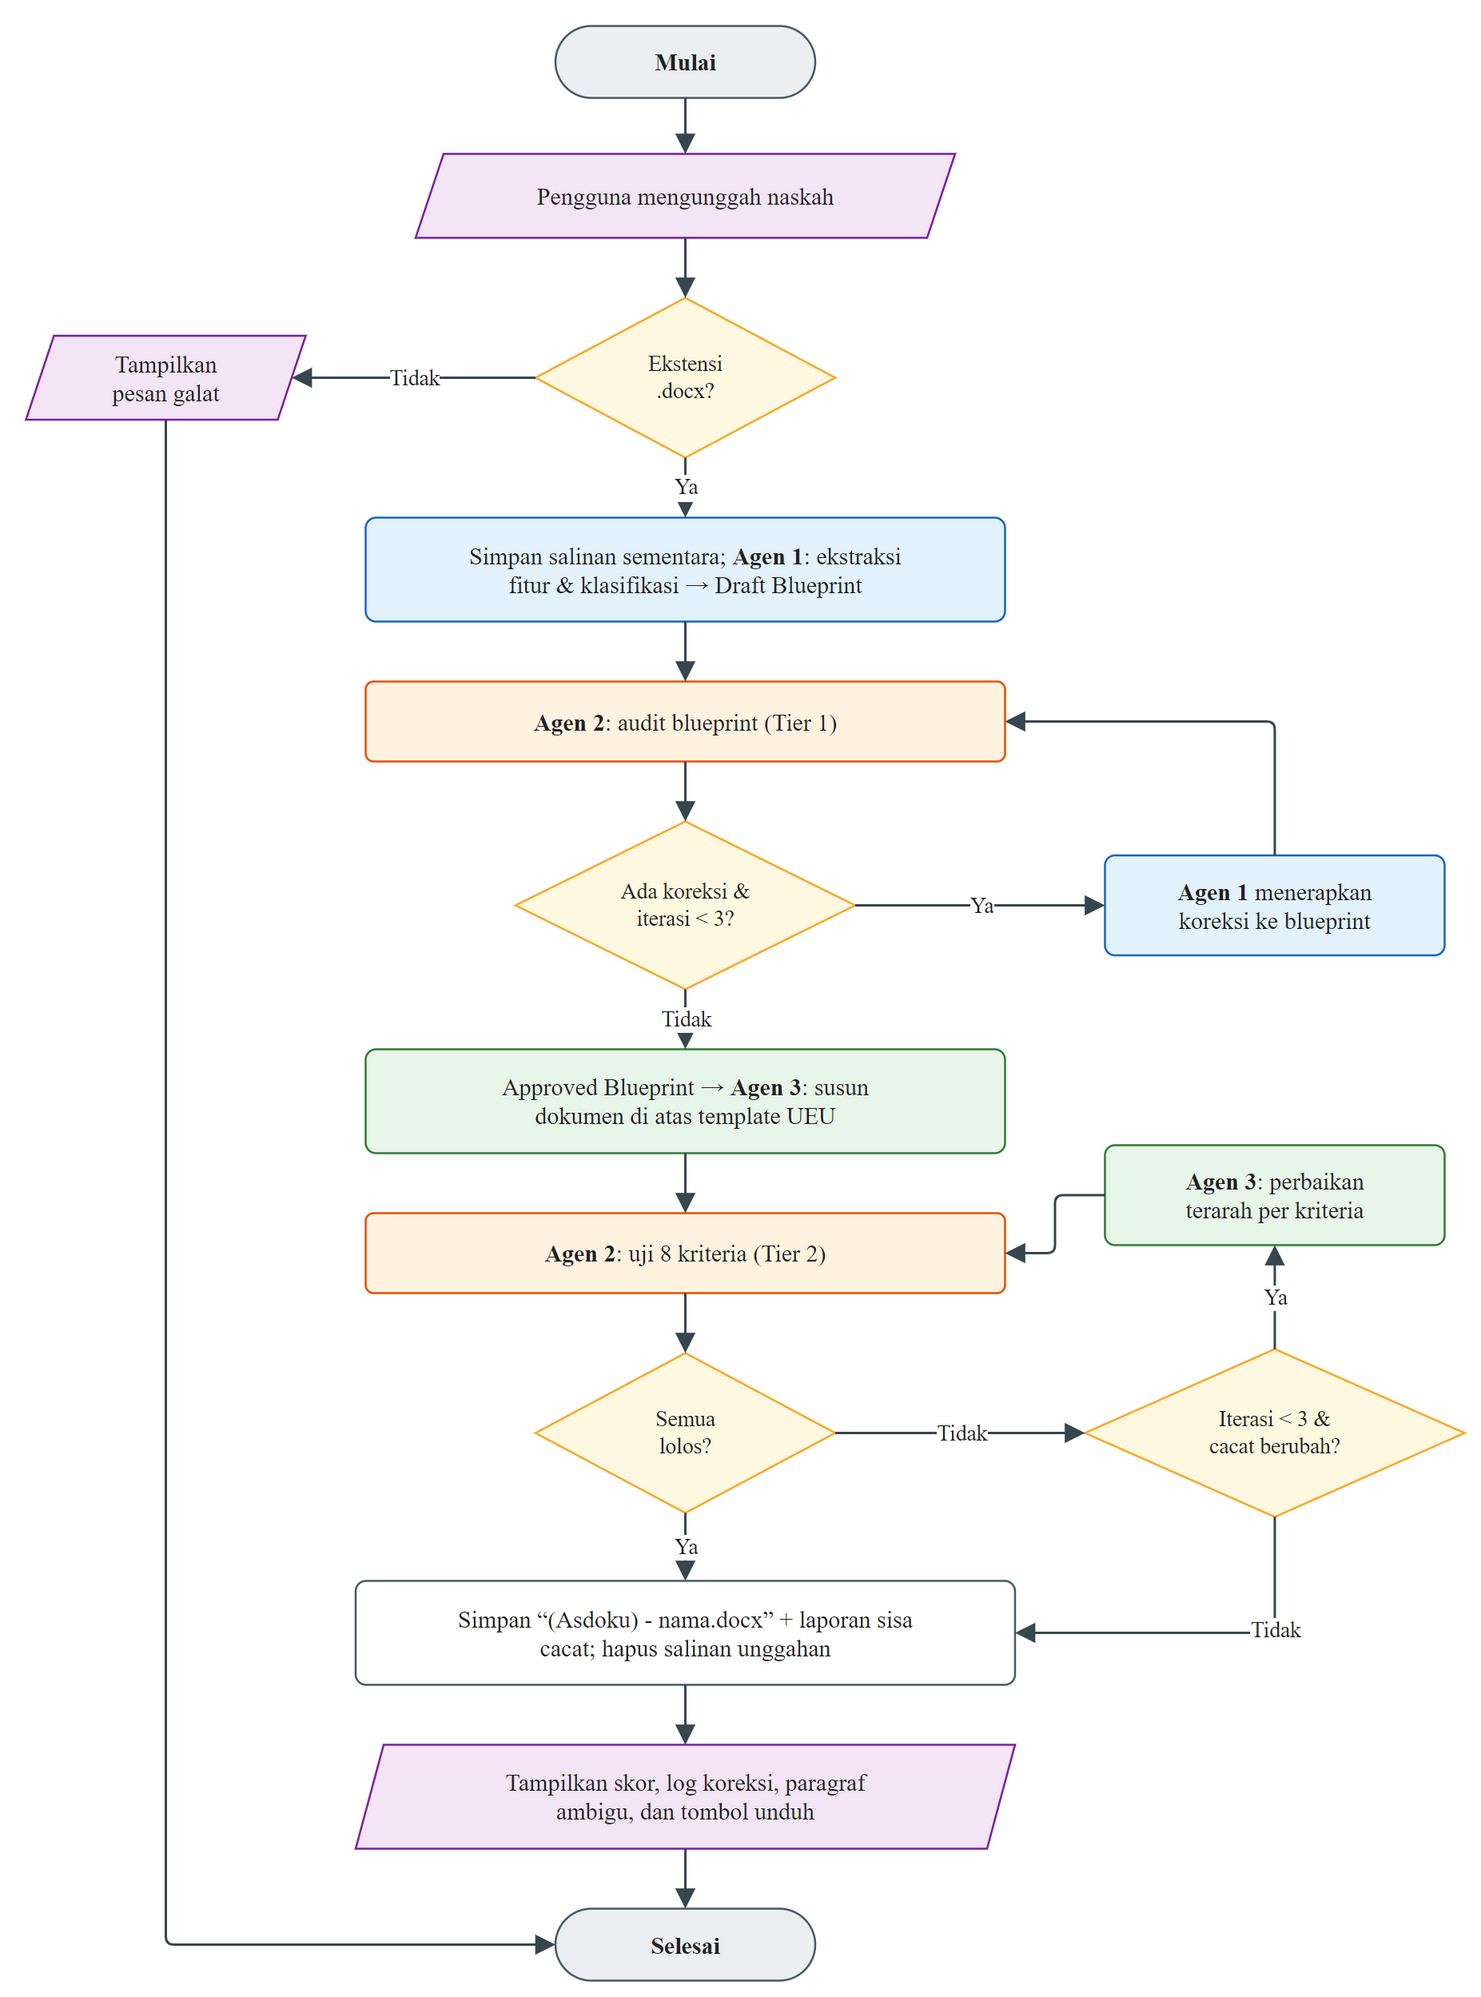 Mulai
Pengguna mengunggah naskah
Ekstensi
.docx?
Tidak
Tampilkan
pesan galat
Ya
Simpan salinan sementara; Agen 1: ekstraksi
fitur & klasifikasi → Draft Blueprint
Agen 2: audit blueprint (Tier 1)
Ada koreksi &
iterasi < 3?
Ya
Agen 1 menerapkan
koreksi ke blueprint
Tidak
Approved Blueprint → Agen 3: susun
dokumen di atas template UEU
Agen 3: perbaikan
terarah per kriteria
Agen 2: uji 8 kriteria (Tier 2)
Ya
Semua
lolos?
Tidak
Iterasi < 3 &
cacat berubah?
Ya
Simpan “(Asdoku) - nama.docx” + laporan sisa
cacat; hapus salinan unggahan
Tidak
Tampilkan skor, log koreksi, paragraf
ambigu, dan tombol unduh
Selesai